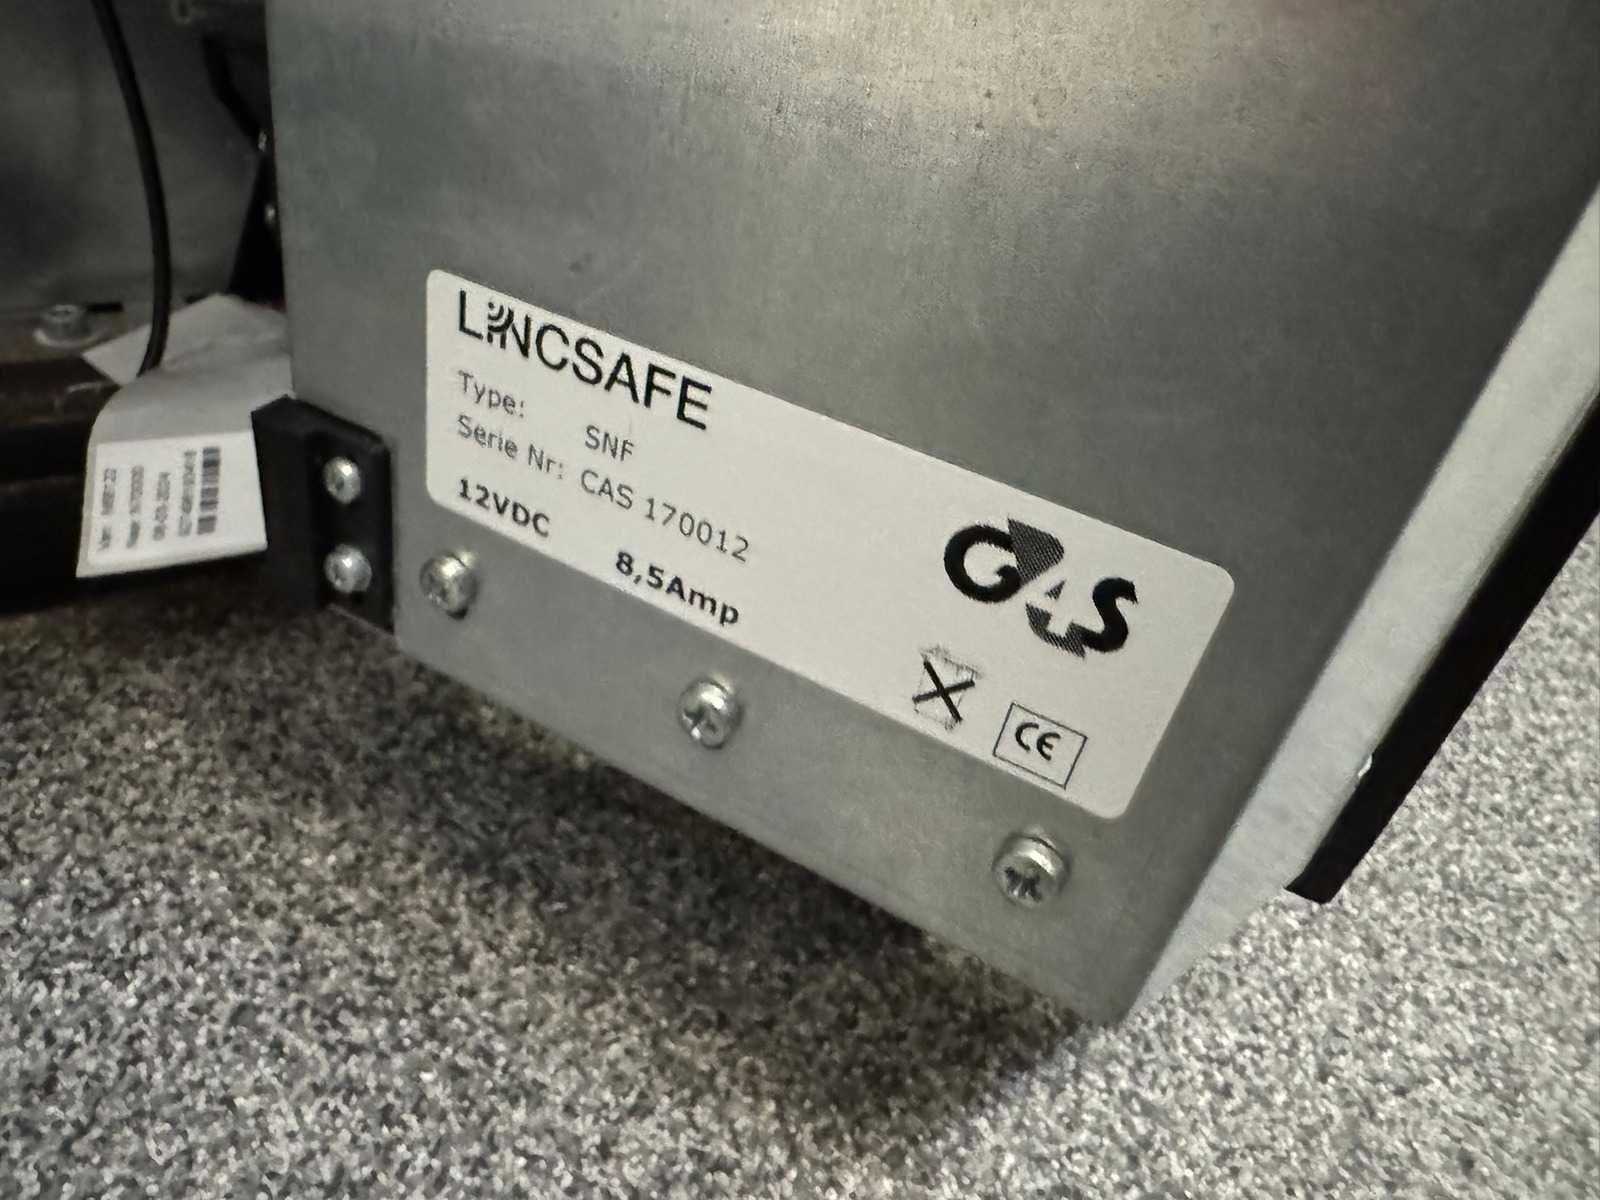 LINCSAFE
Type: SNF
Serie Nr: CAS 170012
12VDC 8,5Amp
G4S
CE